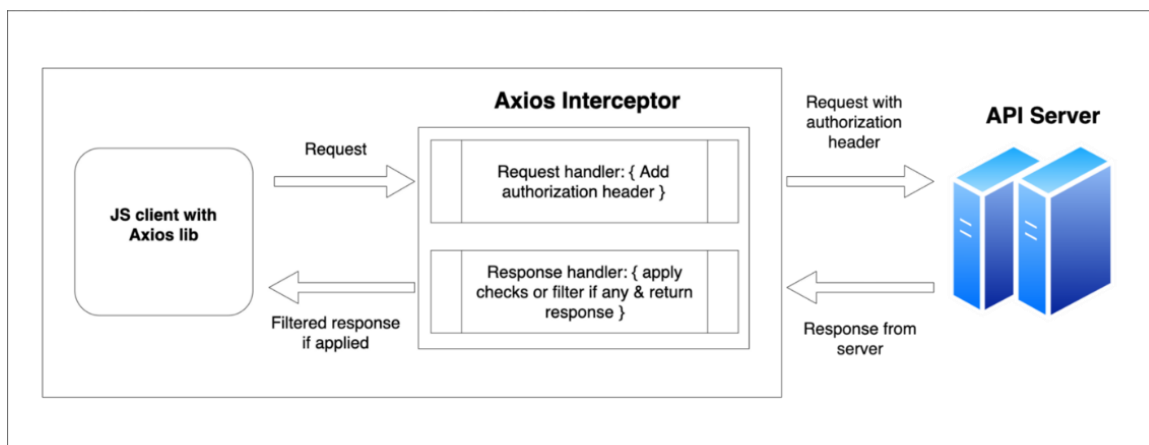 Axios Interceptor
Request with
authorization
header
API Server
Request
Request handler: { Add
authorization header }
JS client with
Axios lib
Response handler: { apply
checks or filter if any & return
response }
Filtered response
if applied
Response from
server